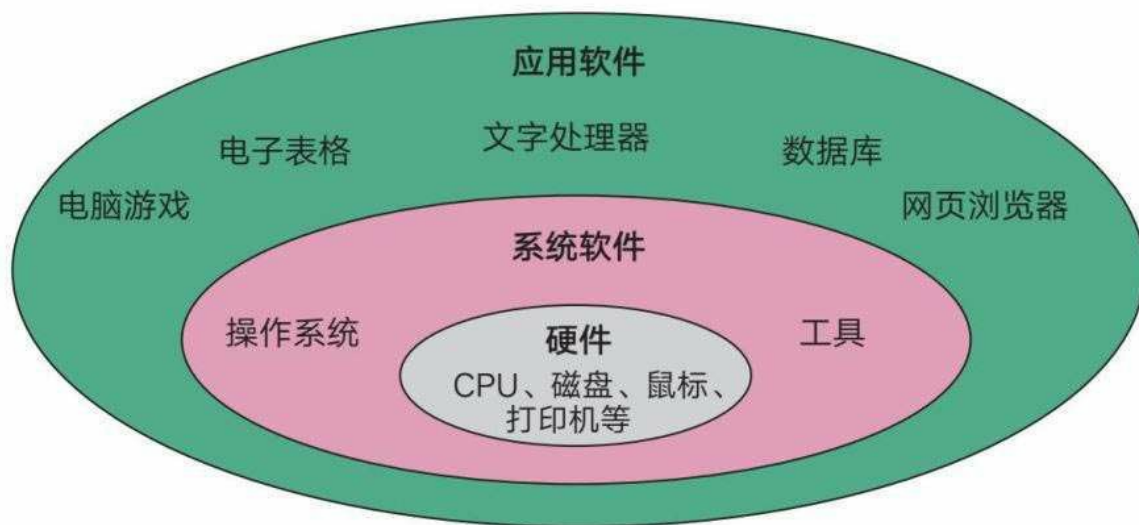 应用软件
文字处理器
电子表格
数据库
电脑游戏
网页浏览器
系统软件
操作系统
工具
硬件
CPU、磁盘、鼠标、
打印机等